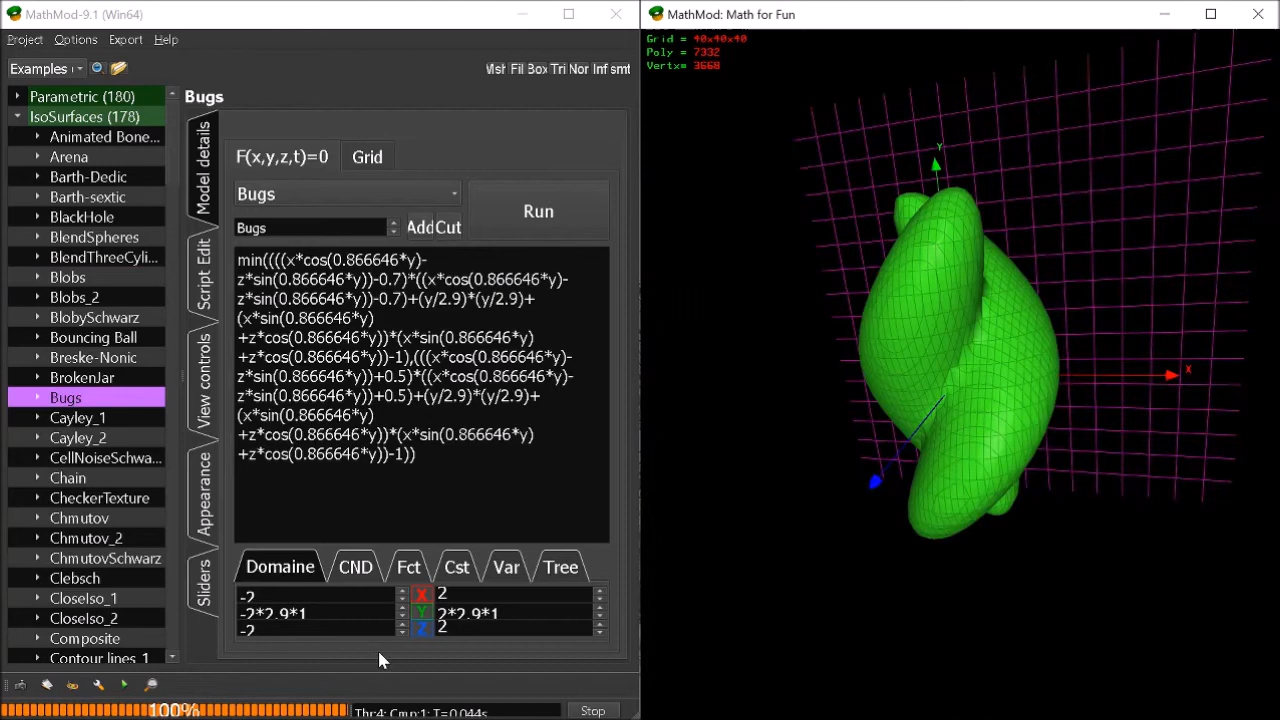 MathMod-9.1 (Win64)
Project Options Export Help
Examples
Msh Fil Box Tri Nor Inf smt
Parametric (180)
IsoSurfaces (178)
Animated Bone...
Arena
Barth-Dedic
Barth-sextic
BlackHole
BlendSpheres
BlendThreeCyli...
Blobs
Blobs_2
BlobySchwarz
Bouncing Ball
Breske-Nonic
BrokenJar
Bugs
Cayley_1
Cayley_2
CellNoiseSchwa...
Chain
CheckerTexture
Chmutov
Chmutov_2
ChmutovSchwarz
Clebsch
CloseIso_1
CloseIso_2
Composite
Contour lines_1
Bugs
Model details
Script Edit
View controls
Appearance
Sliders
F(x,y,z,t)=0 Grid
Bugs
Run
Bugs
Add Cut
min((((x*cos(0.866646*y)-
z*sin(0.866646*y))-0.7)*((x*cos(0.866646*y)-
z*sin(0.866646*y))-0.7)+(y/2.9)*(y/2.9)+
(x*sin(0.866646*y)
+z*cos(0.866646*y))*(x*sin(0.866646*y)
+z*cos(0.866646*y))-1),(((x*cos(0.866646*y)-
z*sin(0.866646*y))+0.5)*((x*cos(0.866646*y)-
z*sin(0.866646*y))+0.5)+(y/2.9)*(y/2.9)+
(x*sin(0.866646*y)
+z*cos(0.866646*y))*(x*sin(0.866646*y)
+z*cos(0.866646*y))-1))
Domaine CND Fct Cst Var Tree
-2 X 2
-2*2.9*1 Y 2*2.9*1
-2 Z 2
100% Thr:4; Cmp:1; T=0.044s Stop
MathMod: Math for Fun
Grid = 40x40x40
Poly = 7332
Vertx= 3668
Y
X